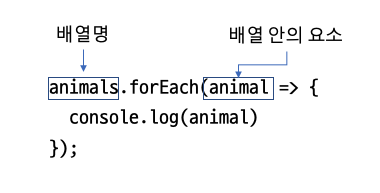 배열명
배열 안의 요소
animals.forEach(animal => {
  console.log(animal)
});